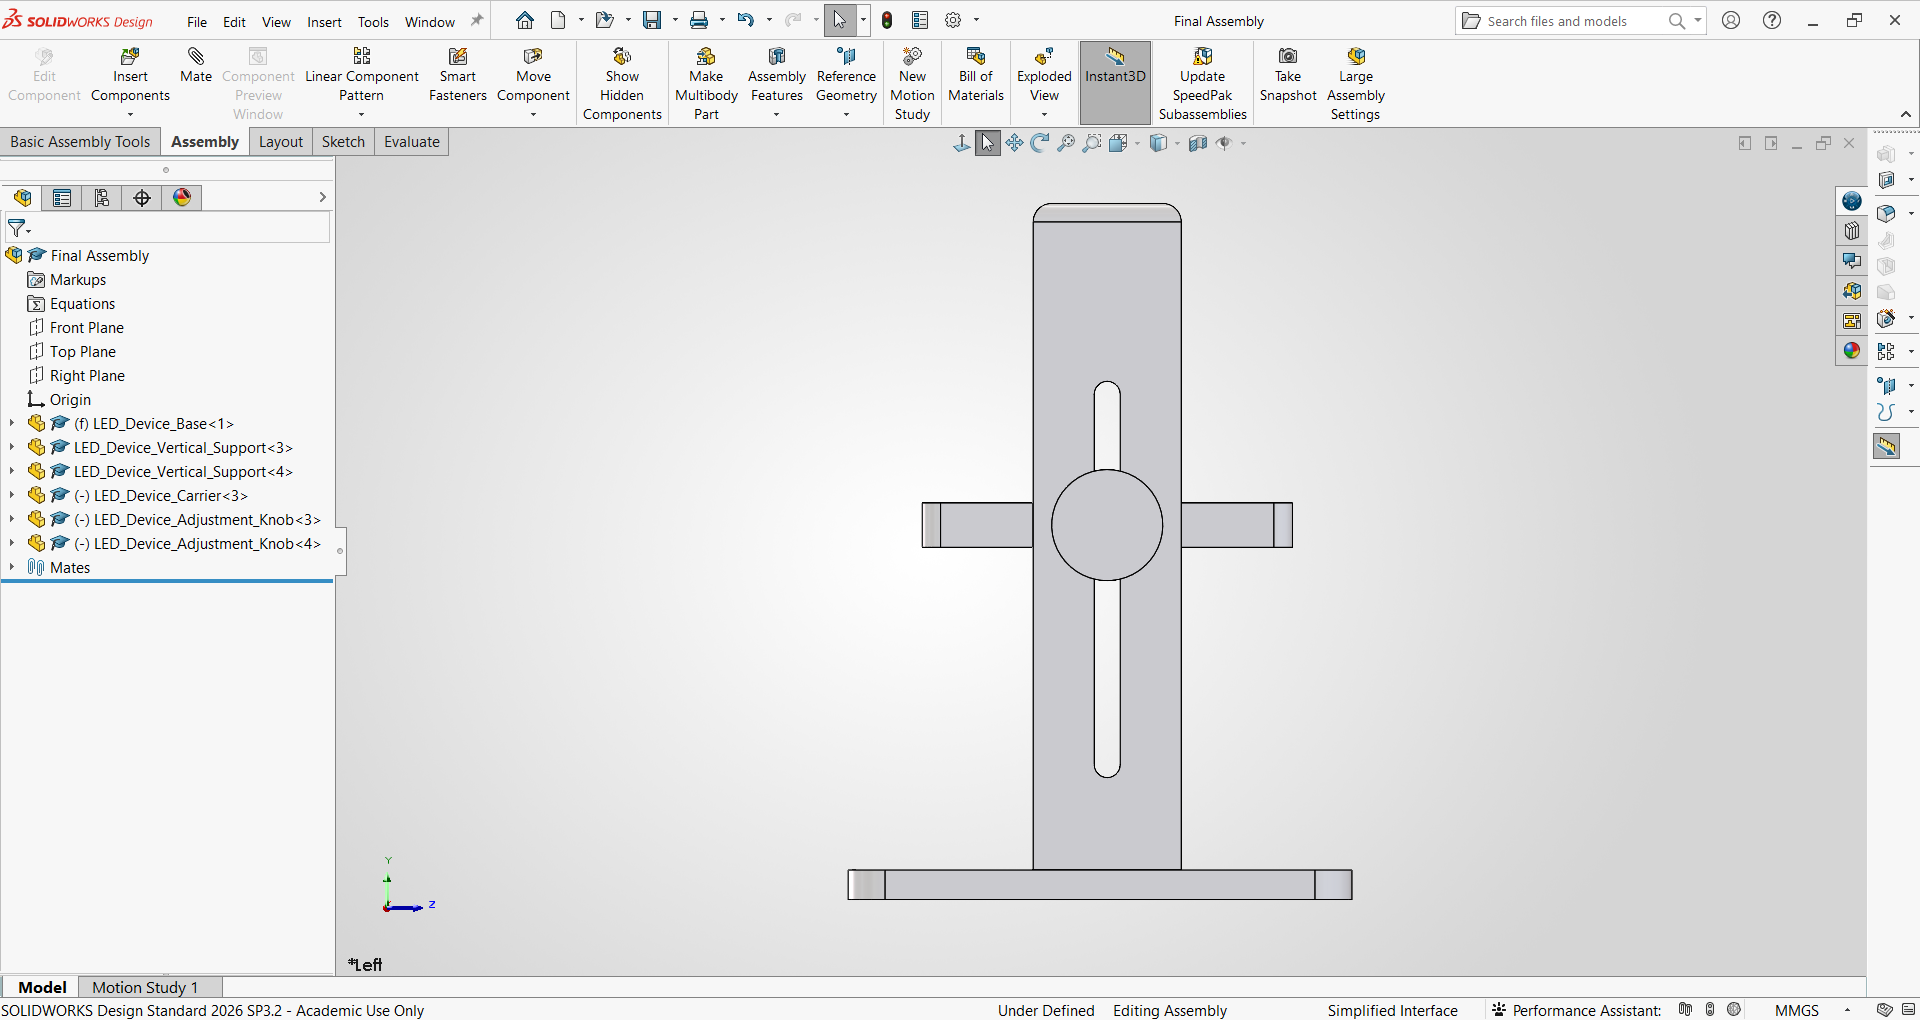 SOLIDWORKS Design
File Edit View Insert Tools Window
Final Assembly
Search files and models
Edit Component
Insert Components
Mate
Component Preview Window
Linear Component Pattern
Smart Fasteners
Move Component
Show Hidden Components
Make Multibody Part
Assembly Features
Reference Geometry
New Motion Study
Bill of Materials
Exploded View
Instant3D
Update SpeedPak Subassemblies
Take Snapshot
Large Assembly Settings
Basic Assembly Tools Assembly Layout Sketch Evaluate
Final Assembly
Markups
Equations
Front Plane
Top Plane
Right Plane
Origin
(f) LED_Device_Base<1>
LED_Device_Vertical_Support<3>
LED_Device_Vertical_Support<4>
(-) LED_Device_Carrier<3>
(-) LED_Device_Adjustment_Knob<3>
(-) LED_Device_Adjustment_Knob<4>
Mates
Y
Z
*Left
Model Motion Study 1
SOLIDWORKS Design Standard 2026 SP3.2 - Academic Use Only
Under Defined Editing Assembly Simplified Interface Performance Assistant: MMGS